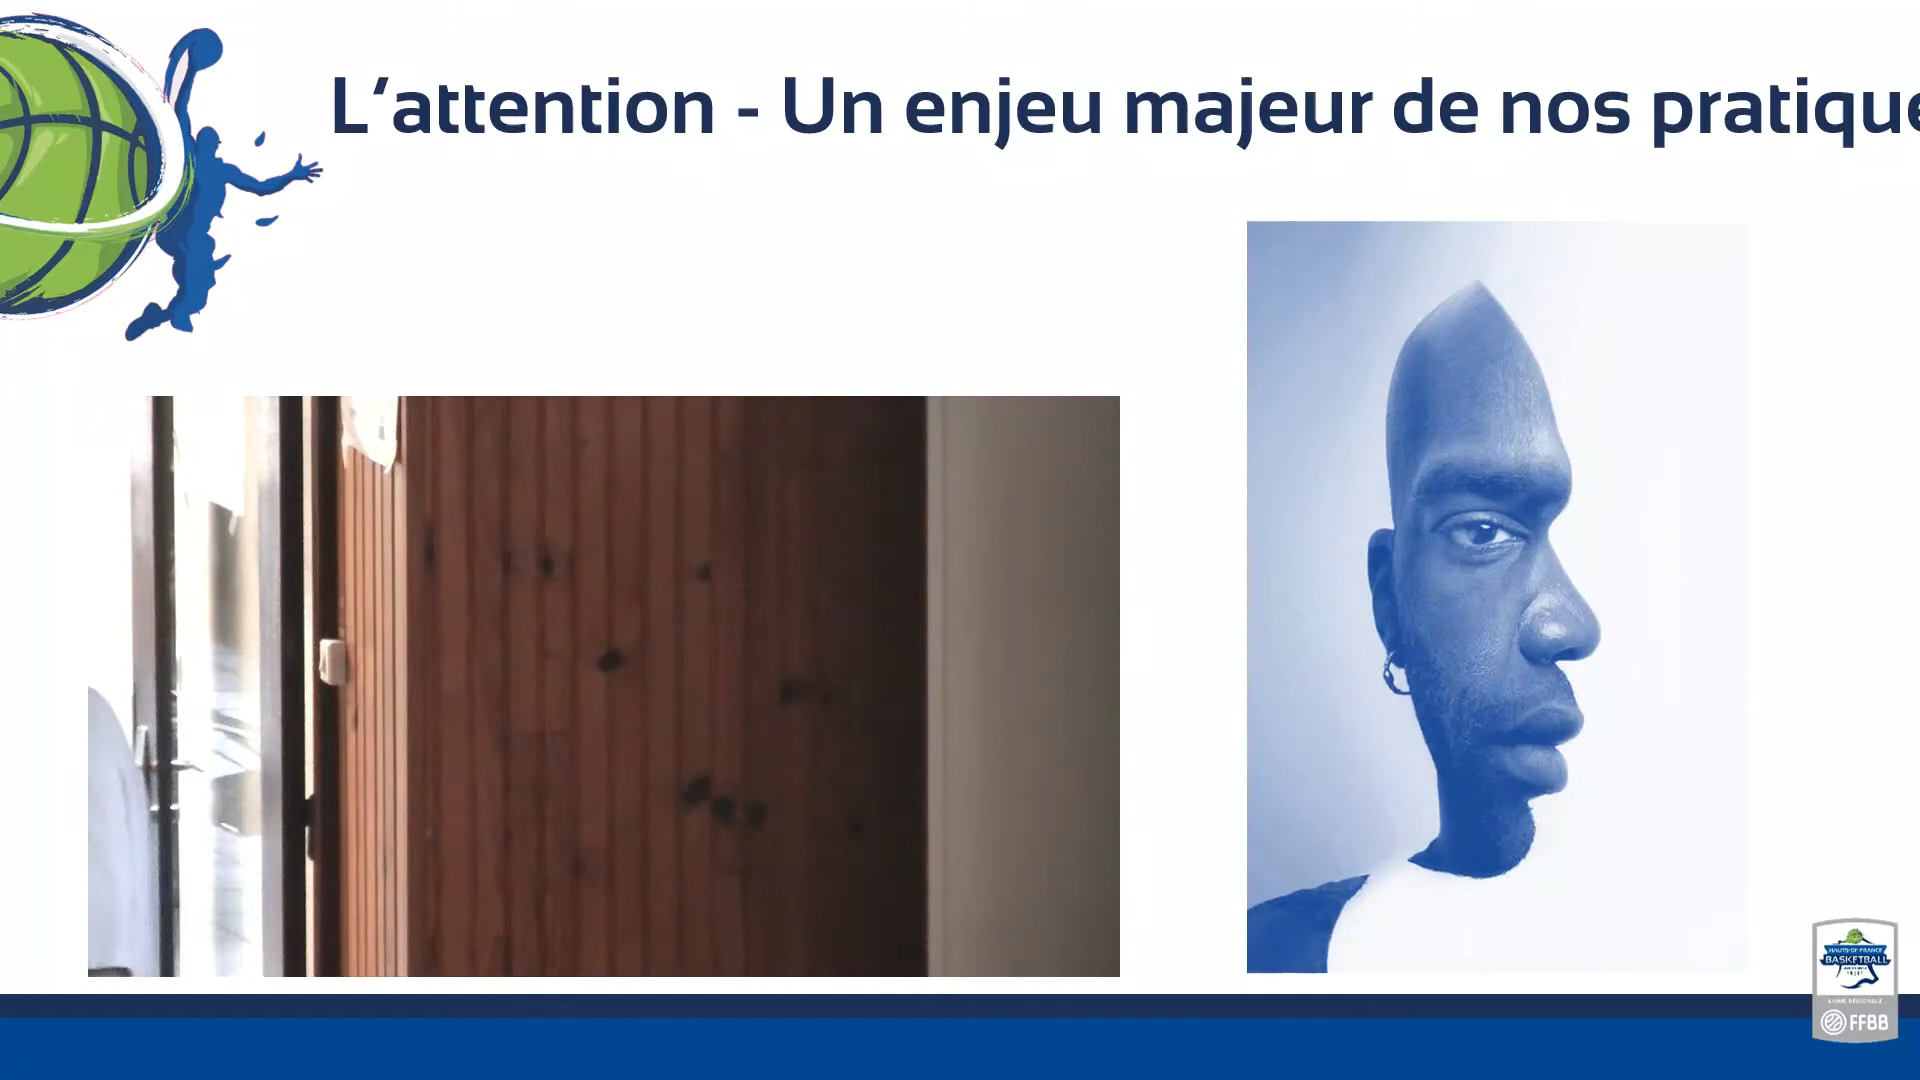 L’attention - Un enjeu majeur de nos pratique
HAUTS-DE-FRANCE
BASKETBALL
LIGUE RÉGIONALE
FFBB